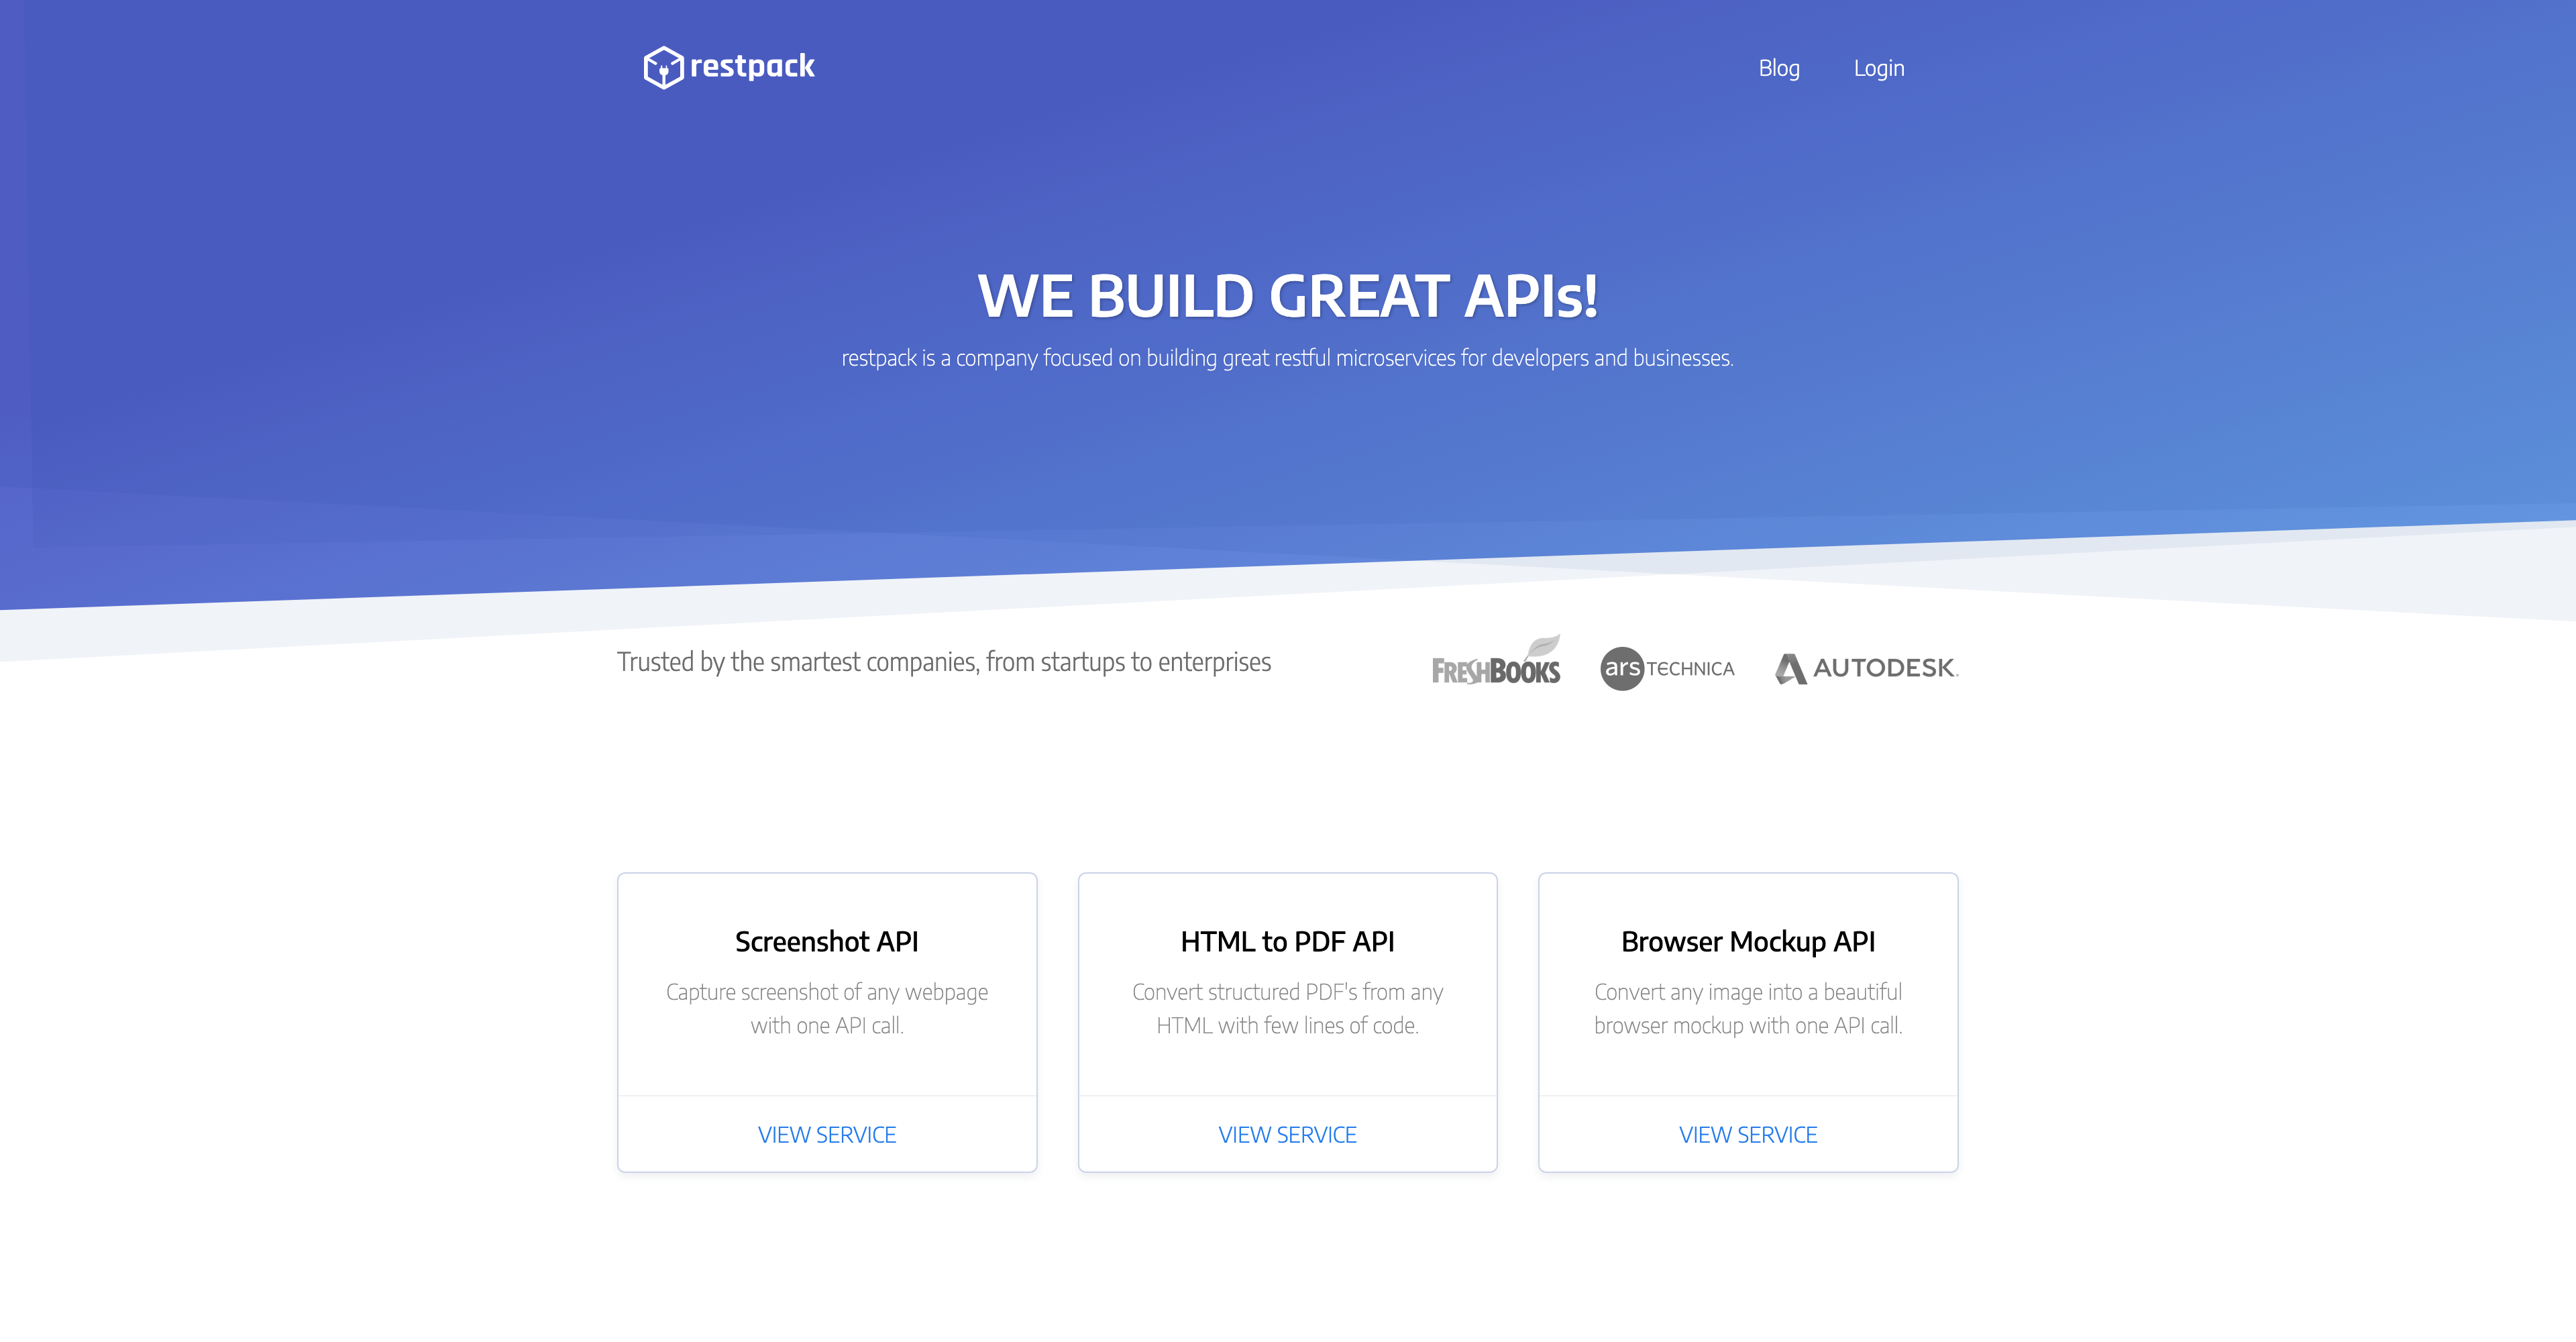 restpack
Blog
Login
WE BUILD GREAT APIs!
restpack is a company focused on building great restful microservices for developers and businesses.
Trusted by the smartest companies, from startups to enterprises
FRESHBOOKS
ars TECHNICA
AUTODESK.
Screenshot API
Capture screenshot of any webpage
with one API call.
VIEW SERVICE
HTML to PDF API
Convert structured PDF's from any
HTML with few lines of code.
VIEW SERVICE
Browser Mockup API
Convert any image into a beautiful
browser mockup with one API call.
VIEW SERVICE